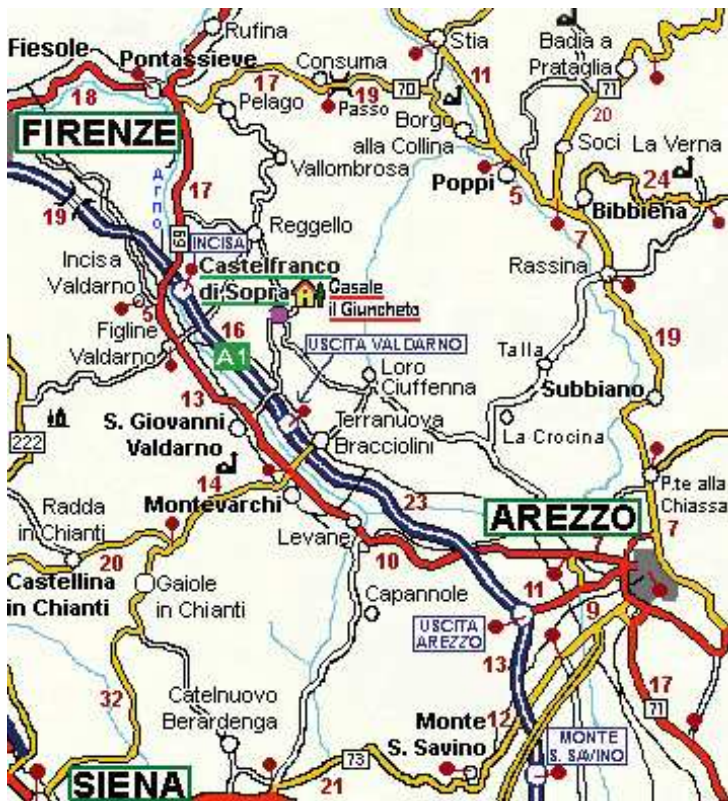 Rufina
Stia
Badia a
Prataglia
Fiesole
Pontassieve
Consuma
17
11
18
19
70
71
Passo
20
Pelago
Borgo
alla Collina
FIRENZE
Soci
La Verna
Vallombrosa
Arno
17
Poppi
5
24
Bibbiena
19
69
INCISA
Reggello
7
Incisa
Valdarno
Castelfranco
di Sopra
Casale
il Giuncheto
Rassina
5
Figline
Valdarno
16
A1
USCITA VALDARNO
19
Talla
Loro
Ciuffenna
Subbiano
13
S. Giovanni
Valdarno
222
Terranuova
Bracciolini
La Crocina
14
Montevarchi
23
AREZZO
P.te alla
Chiassa
Radda
in Chianti
7
7
Levane
20
10
Castellina
in Chianti
Gaiole
in Chianti
Capannole
11
9
USCITA
AREZZO
13
32
Catelnuovo
Berardenga
12
17
71
Monte
S. Savino
MONTE
S. SAVINO
73
SIENA
21